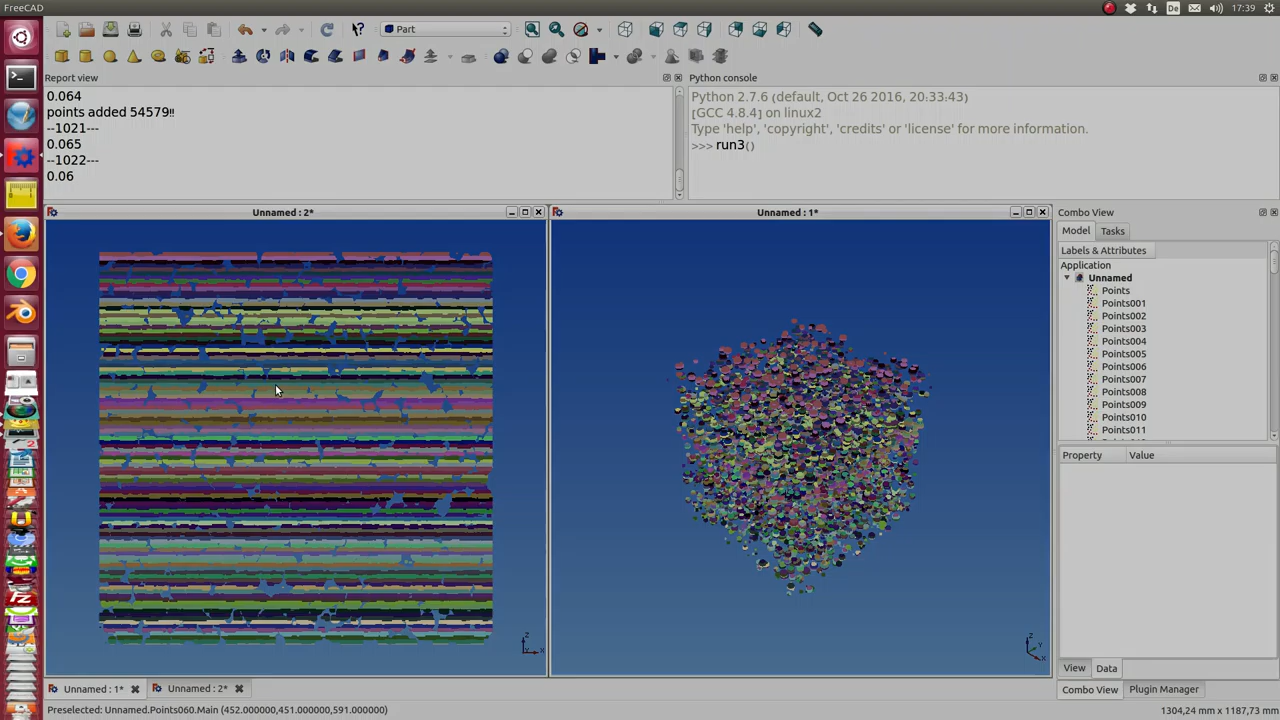 FreeCAD
De
17:39
Part
Report view
Python console
0.064
points added 54579!!
--1021---
0.065
--1022---
0.06
Python 2.7.6 (default, Oct 26 2016, 20:33:43)
[GCC 4.8.4] on linux2
Type 'help', 'copyright', 'credits' or 'license' for more information.
>>> run3()
Unnamed : 2*
Unnamed : 1*
Combo View
Model
Tasks
Labels & Attributes
Application
Unnamed
Points
Points001
Points002
Points003
Points004
Points005
Points006
Points007
Points008
Points009
Points010
Points011
Property
Value
View
Data
Unnamed : 1*
Unnamed : 2*
Combo View
Plugin Manager
Preselected: Unnamed.Points060.Main (452.000000,451.000000,591.000000)
1304,24 mm x 1187,73 mm